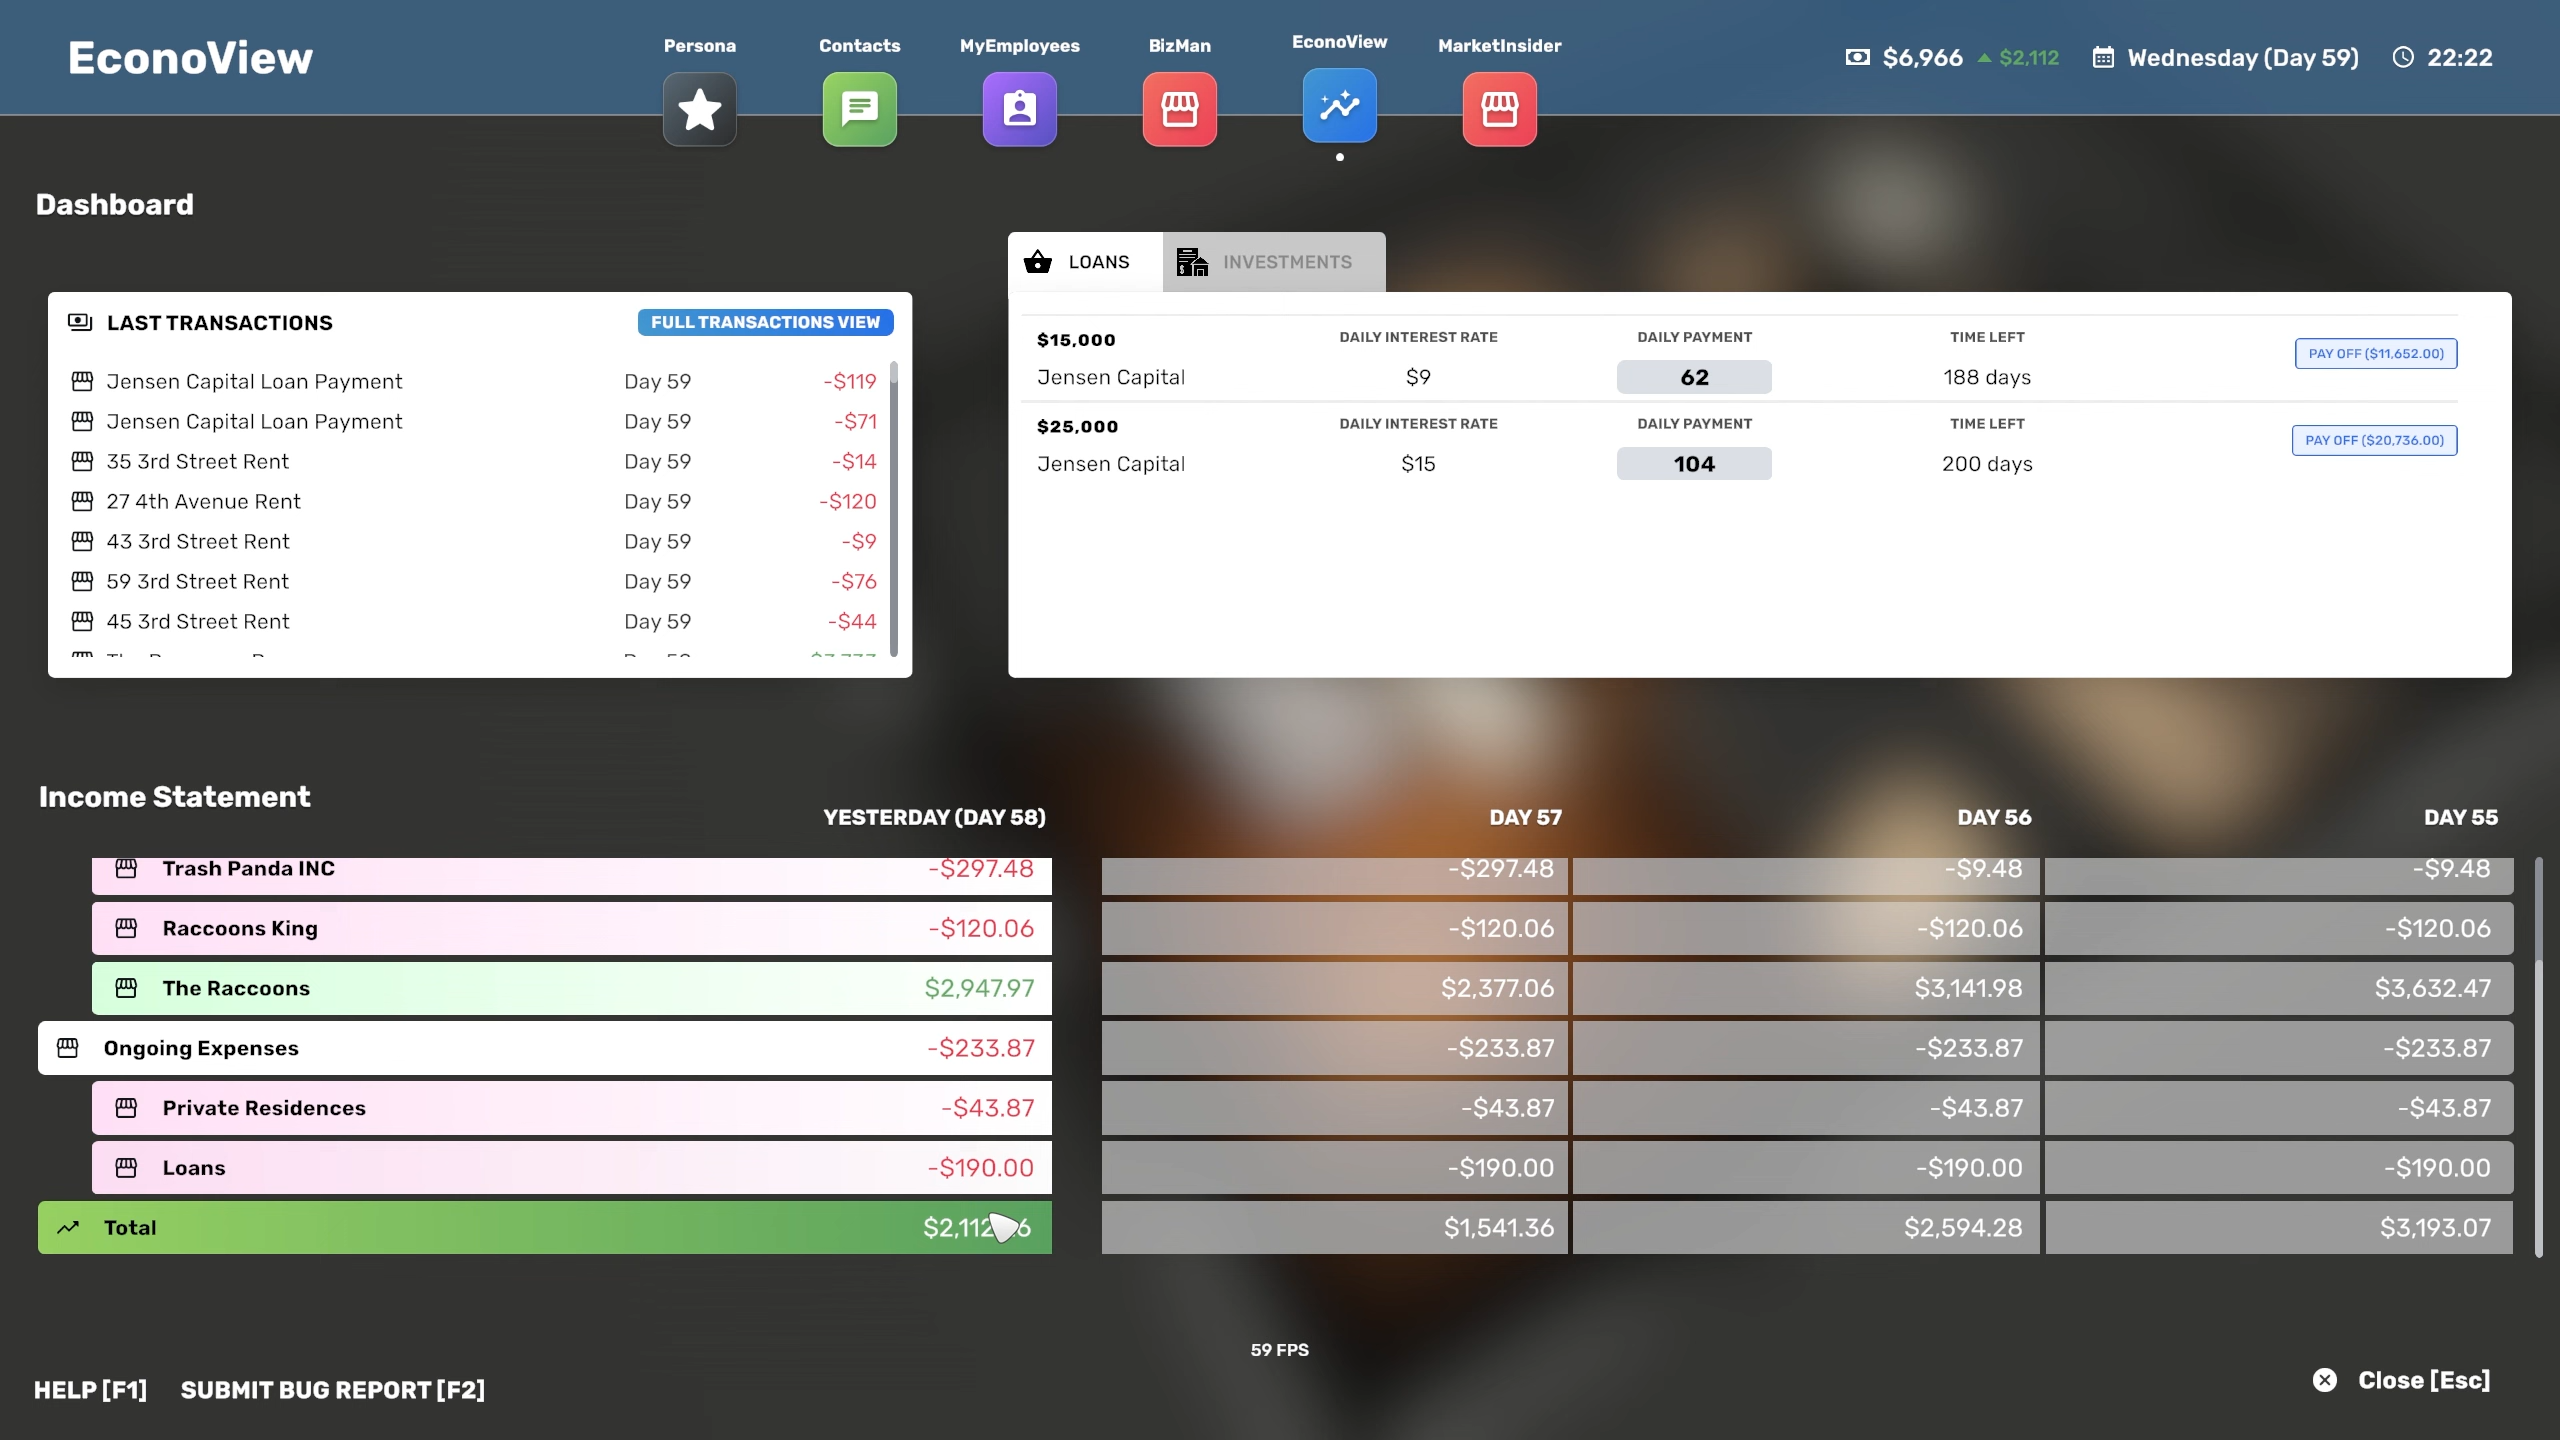 EconoView
Persona
Contacts
MyEmployees
BizMan
EconoView
MarketInsider
$6,966 $2,112 Wednesday (Day 59) 22:22
Dashboard
LOANS
INVESTMENTS
LAST TRANSACTIONS FULL TRANSACTIONS VIEW
Jensen Capital Loan Payment Day 59 -$119
Jensen Capital Loan Payment Day 59 -$71
35 3rd Street Rent Day 59 -$14
27 4th Avenue Rent Day 59 -$120
43 3rd Street Rent Day 59 -$9
59 3rd Street Rent Day 59 -$76
45 3rd Street Rent Day 59 -$44
$15,000 DAILY INTEREST RATE DAILY PAYMENT TIME LEFT PAY OFF ($11,652.00)
Jensen Capital $9 62 188 days
$25,000 DAILY INTEREST RATE DAILY PAYMENT TIME LEFT PAY OFF ($20,736.00)
Jensen Capital $15 104 200 days
Income Statement
YESTERDAY (DAY 58) DAY 57 DAY 56 DAY 55
Trash Panda INC -$297.48 -$297.48 -$9.48 -$9.48
Raccoons King -$120.06 -$120.06 -$120.06 -$120.06
The Raccoons $2,947.97 $2,377.06 $3,141.98 $3,632.47
Ongoing Expenses -$233.87 -$233.87 -$233.87 -$233.87
Private Residences -$43.87 -$43.87 -$43.87 -$43.87
Loans -$190.00 -$190.00 -$190.00 -$190.00
Total $1,541.36 $2,594.28 $3,193.07
59 FPS
HELP [F1] SUBMIT BUG REPORT [F2] Close [Esc]